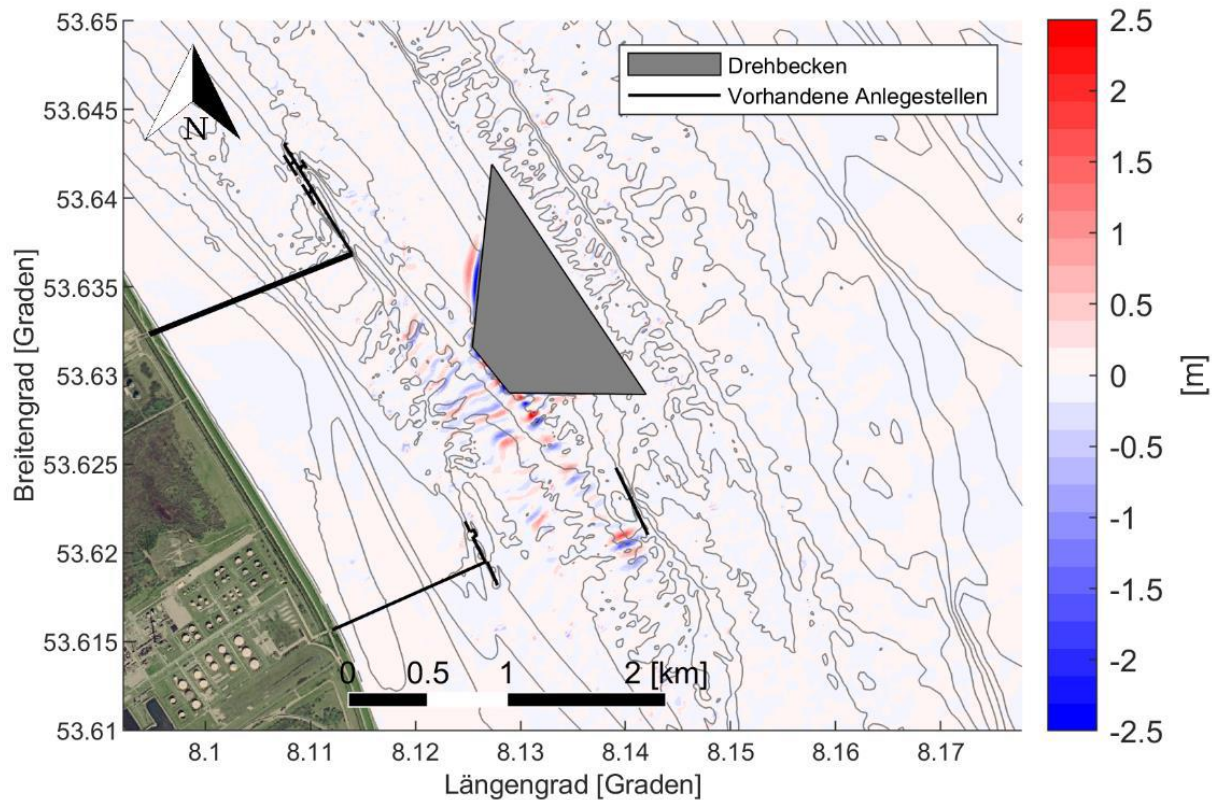 53.65
53.645
53.64
53.635
53.63
53.625
53.62
53.615
53.61
Breitengrad [Graden]
N
Drehbecken
Vorhandene Anlegestellen
0 0.5 1 2 [km]
8.1 8.11 8.12 8.13 8.14 8.15 8.16 8.17
Längengrad [Graden]
2.5
2
1.5
1
0.5
0
-0.5
-1
-1.5
-2
-2.5
[m]